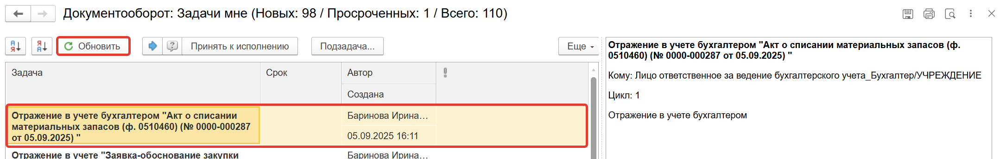 Документооборот: Задачи мне (Новых: 98 / Просроченных: 1 / Всего: 110)
А
Я
Я
А
Обновить
Принять к исполнению
Подзадача...
Еще
Задача
Срок
Автор
Создана
Отражение в учете бухгалтером "Акт о списании
материальных запасов (ф. 0510460) (№ 0000-000287
от 05.09.2025) "
Баринова Ирина...
05.09.2025 16:11
Отражение в учете "Заявка-обоснование закупки
Баринова Ирина...
Отражение в учете бухгалтером "Акт о списании материальных запасов (ф.
0510460) (№ 0000-000287 от 05.09.2025) "
Кому: Лицо ответственное за ведение бухгалтерского учета_Бухгалтер/УЧРЕЖДЕНИЕ
Цикл: 1
Отражение в учете бухгалтером